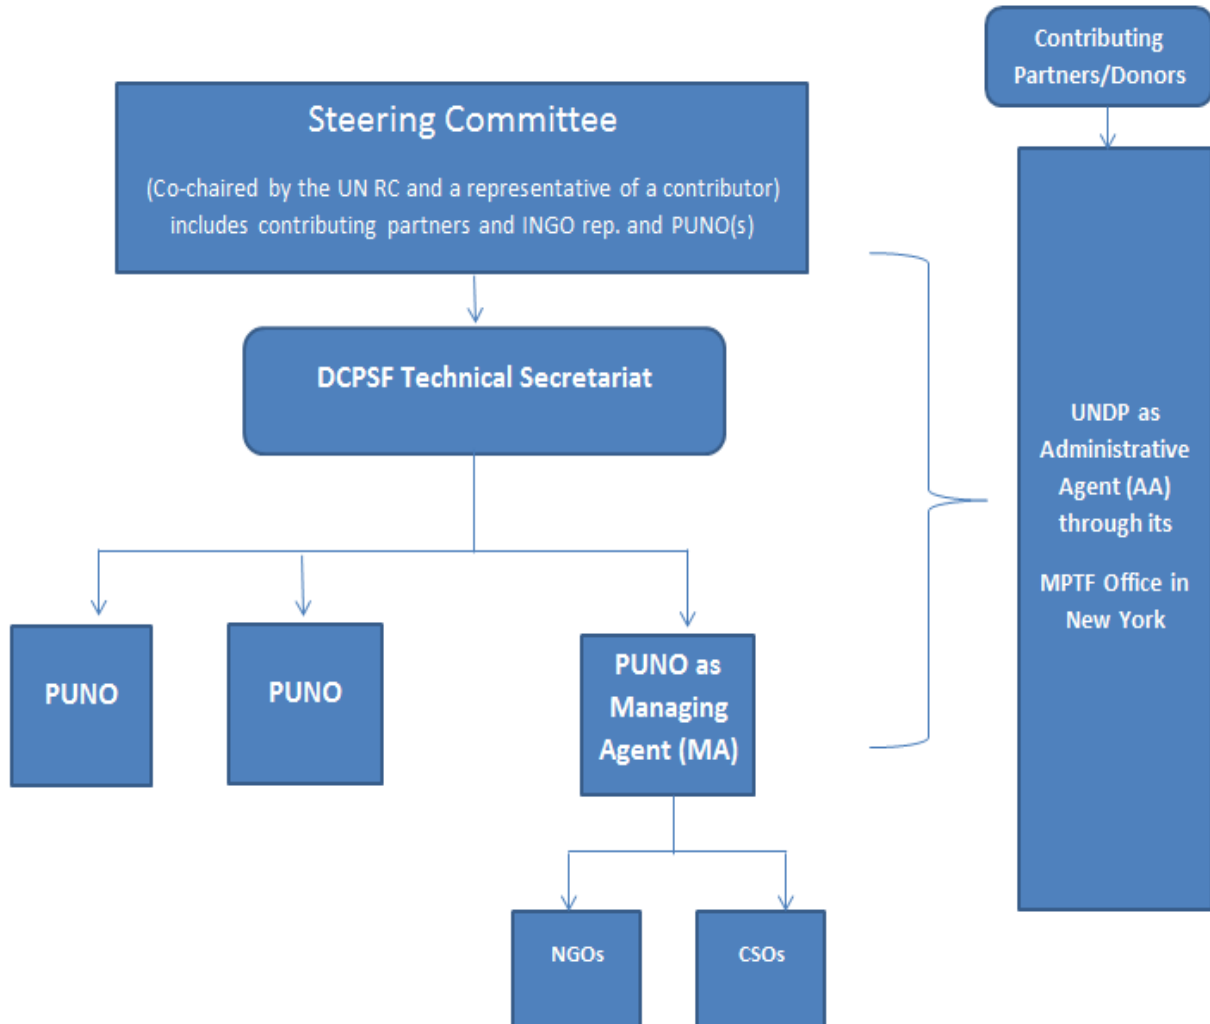 Contributing
Partners/Donors
Steering Committee
(Co-chaired by the UN RC and a representative of a contributor)
includes contributing partners and INGO rep. and PUNO(s)
DCPSF Technical Secretariat
UNDP as
Administrative
Agent (AA)
through its
MPTF Office in
New York
PUNO
PUNO
PUNO as
Managing
Agent (MA)
NGOs
CSOs